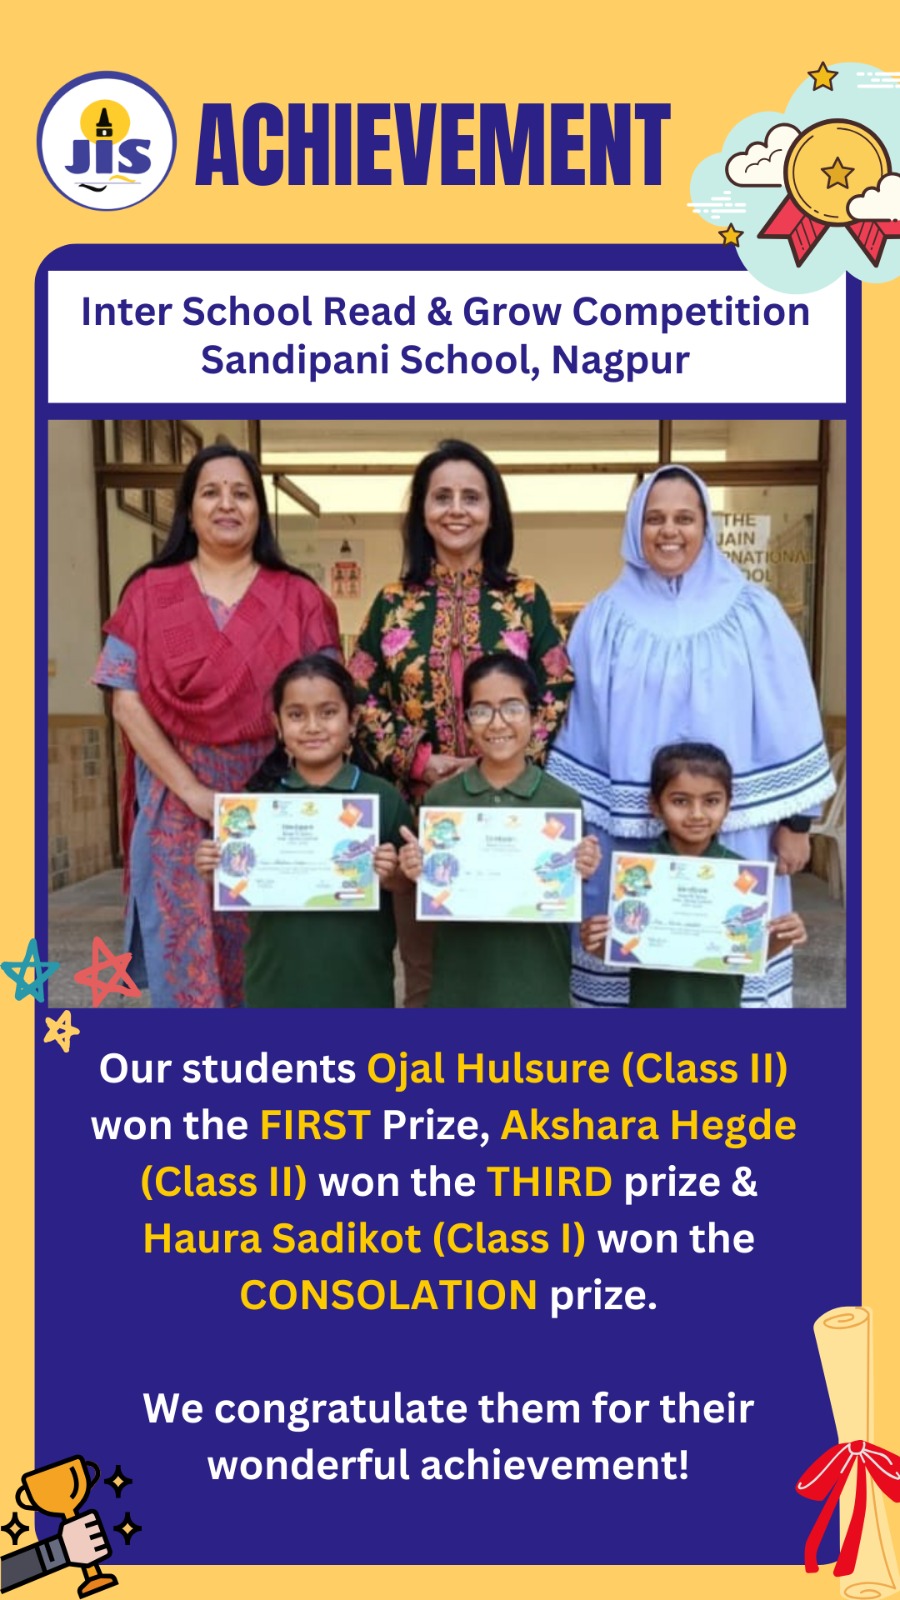 JIS
ACHIEVEMENT
Inter School Read & Grow Competition
Sandipani School, Nagpur
THE
JAIN
NATIONAL
OOL
Our students Ojal Hulsure (Class II)
won the FIRST Prize, Akshara Hegde
(Class II) won the THIRD prize &
Haura Sadikot (Class I) won the
CONSOLATION prize.
We congratulate them for their
wonderful achievement!